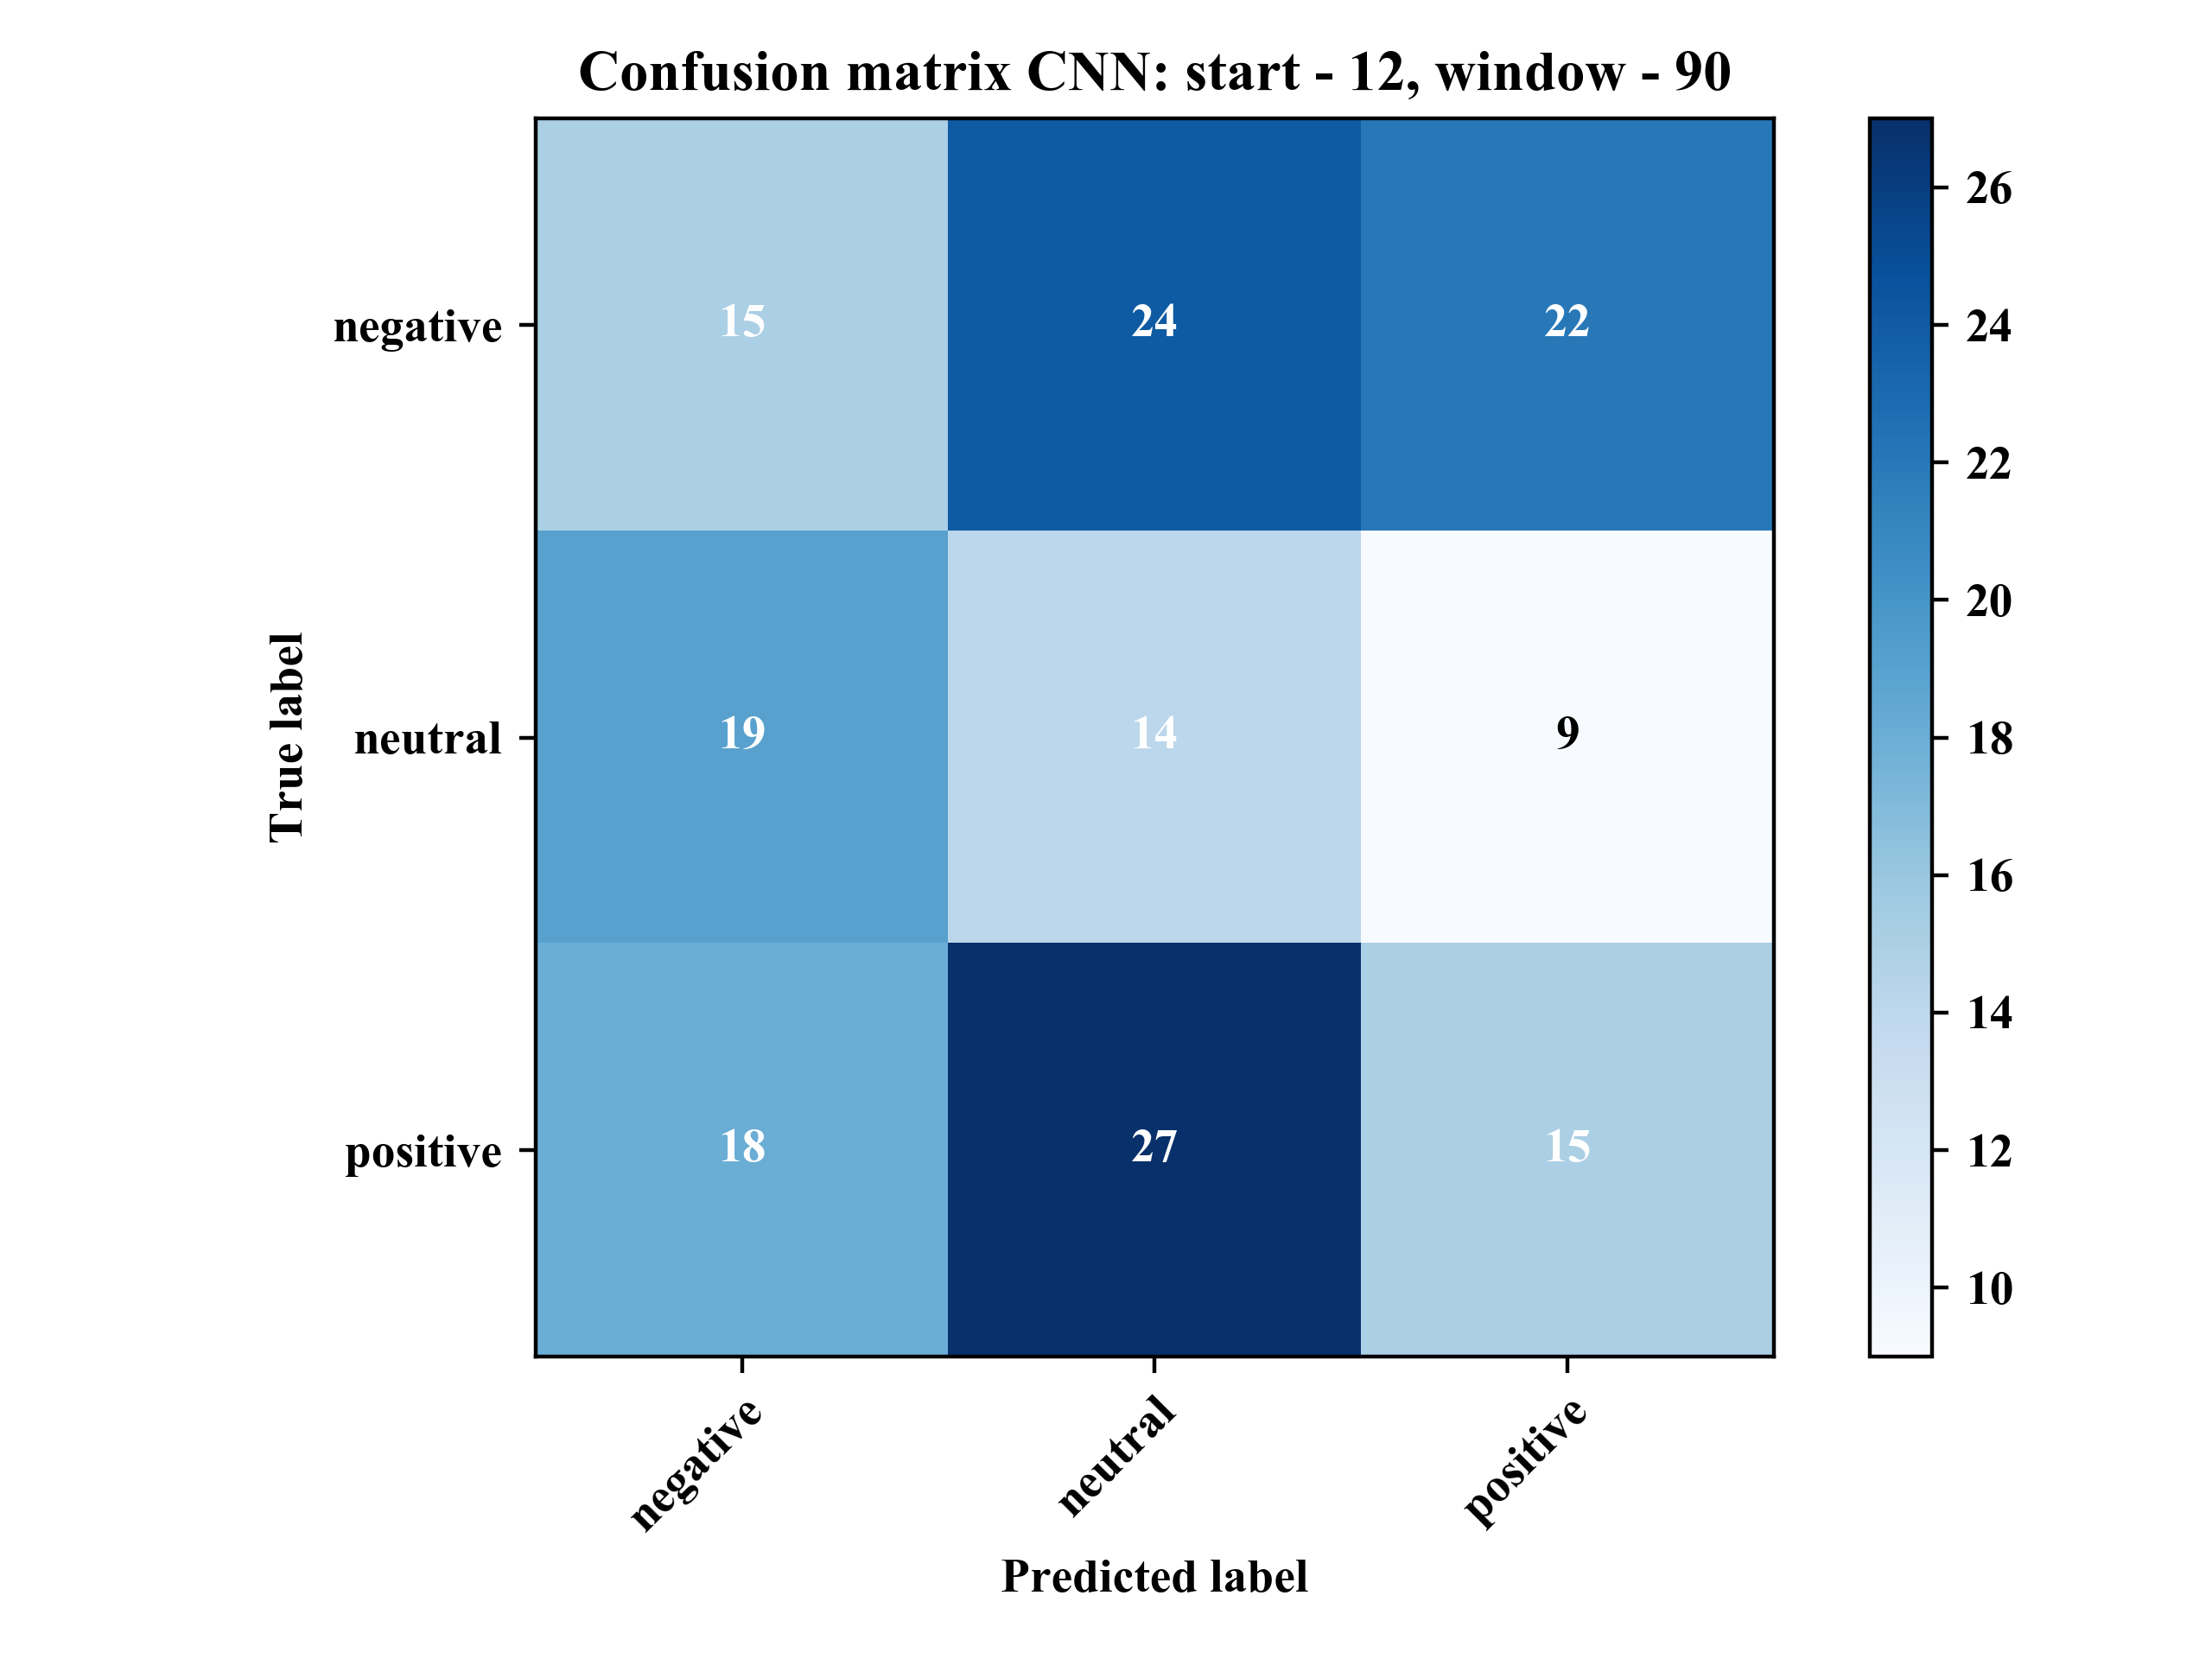 Confusion matrix CNN: start - 12, window - 90
negative
15
24
22
neutral
19
14
9
positive
18
27
15
True label
negative
neutral
positive
Predicted label
26
24
22
20
18
16
14
12
10